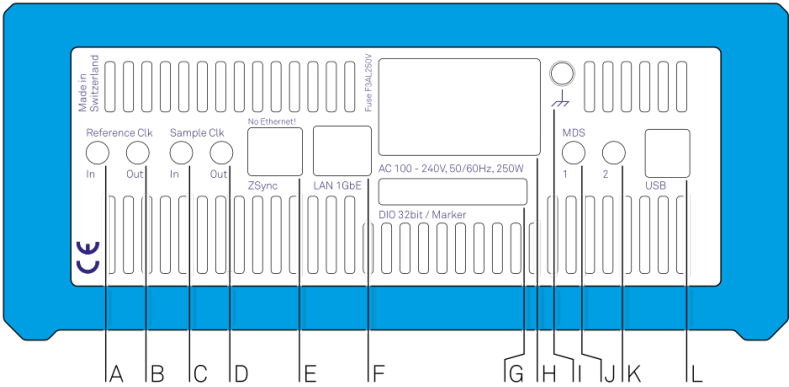 Made in
Switzerland
Fuse F3AL250V
No Ethernet!
Reference Clk
Sample Clk
MDS
In
Out
In
Out
ZSync
LAN 1GbE
AC 100 - 240V, 50/60Hz, 250W
1
2
USB
DIO 32bit / Marker
CE
A
B
C
D
E
F
G
H
I
J
K
L